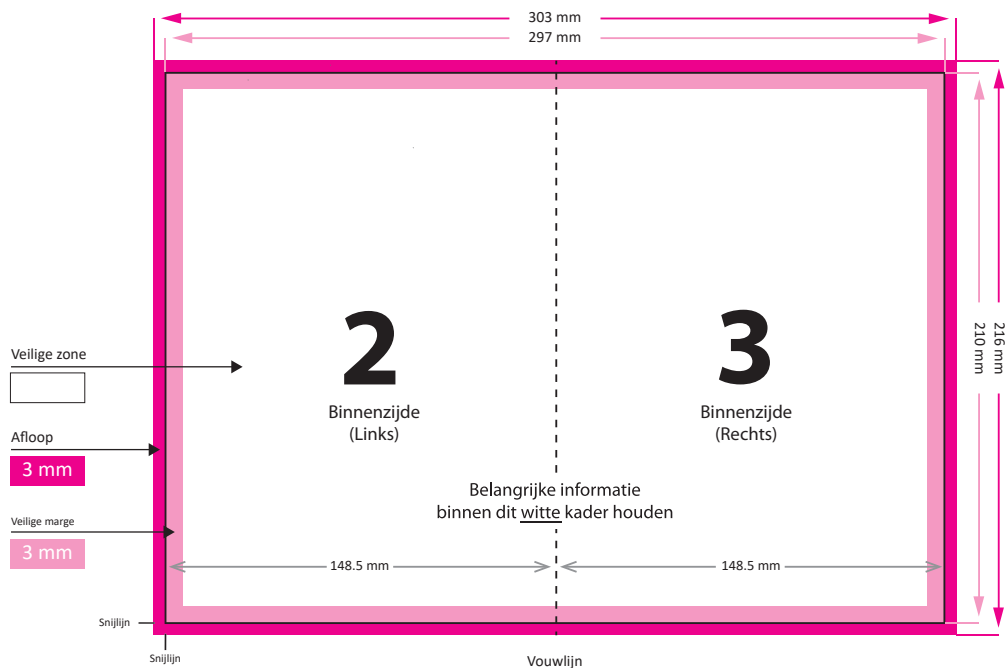 303 mm
297 mm
216 mm
210 mm
2
Binnenzijde
(Links)
3
Binnenzijde
(Rechts)
Veilige zone
Afloop
3 mm
Veilige marge
3 mm
Belangrijke informatie
binnen dit witte kader houden
148.5 mm
148.5 mm
Snijlijn
Snijlijn
Vouwlijn